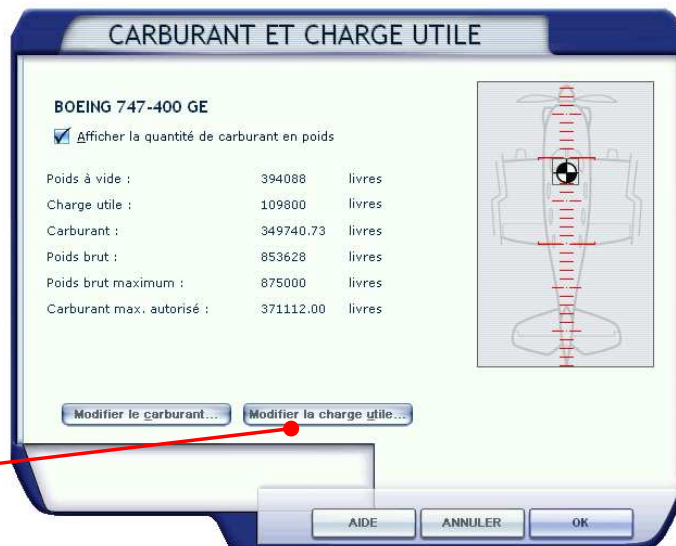 CARBURANT ET CHARGE UTILE
BOEING 747-400 GE
Afficher la quantité de carburant en poids
Poids à vide : 394088 livres
Charge utile : 109800 livres
Carburant : 349740.73 livres
Poids brut : 853628 livres
Poids brut maximum : 875000 livres
Carburant max. autorisé : 371112.00 livres
Modifier le carburant... Modifier la charge utile...
AIDE ANNULER OK